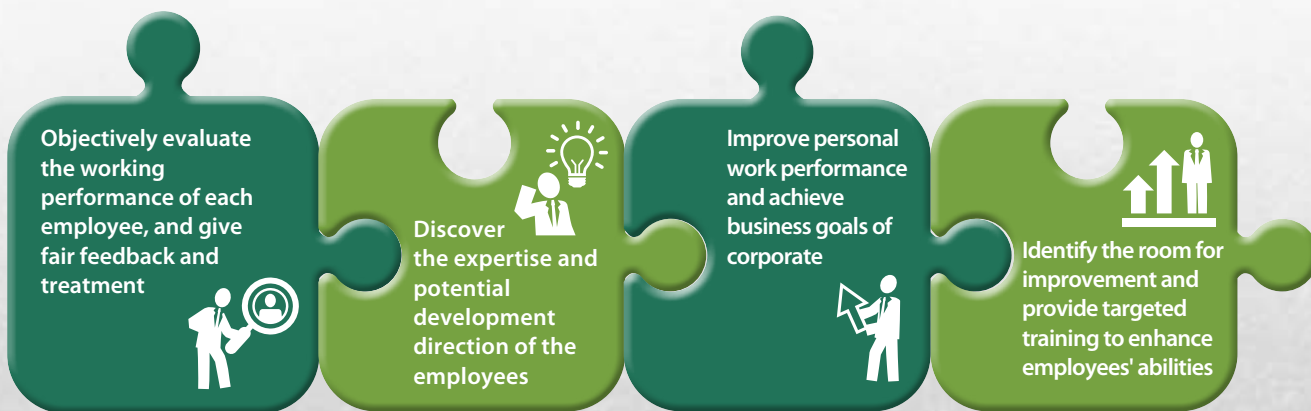 Objectively evaluate
the working
performance of each
employee, and give
fair feedback and
treatment
Discover
the expertise and
potential
development
direction of the
employees
Improve personal
work performance
and achieve
business goals of
corporate
Identify the room for
improvement and
provide targeted
training to enhance
employees' abilities